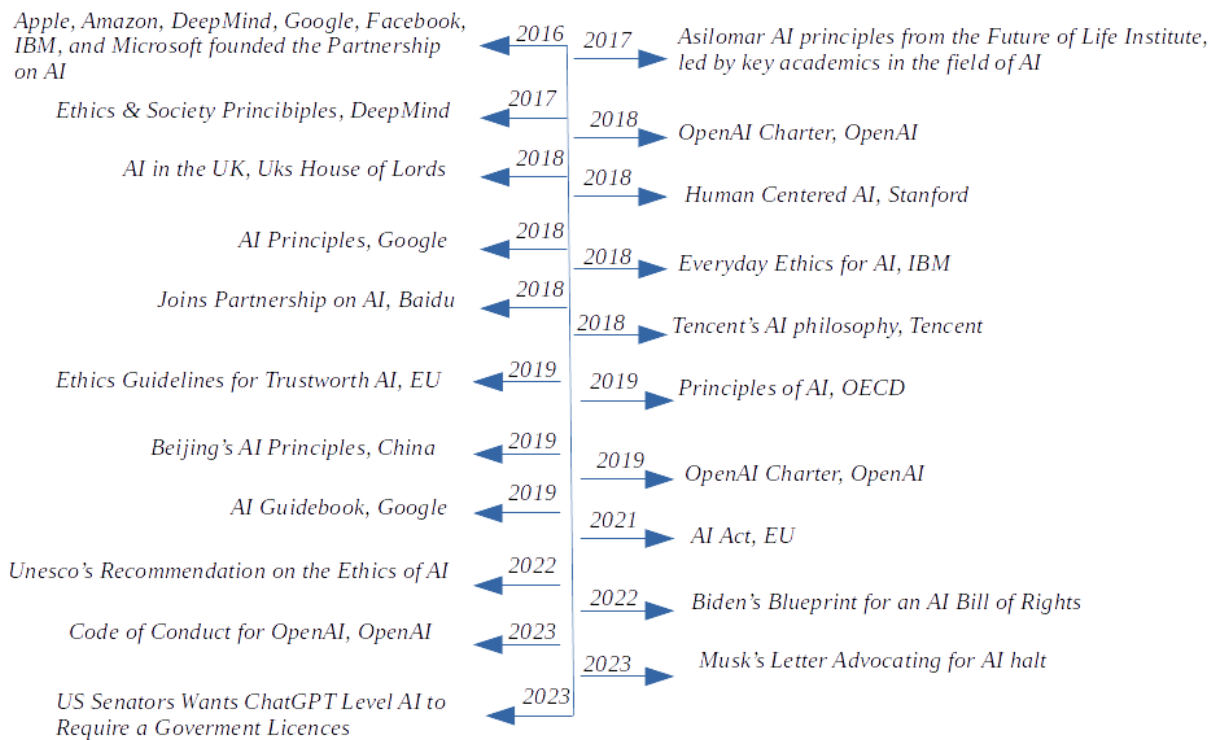 Apple, Amazon, DeepMind, Google, Facebook,
IBM, and Microsoft founded the Partnership
on AI
2016
2017
Asilomar AI principles from the Future of Life Institute,
led by key academics in the field of AI
Ethics & Society Princibiples, DeepMind
2017
2018
OpenAI Charter, OpenAI
AI in the UK, Uks House of Lords
2018
2018
Human Centered AI, Stanford
AI Principles, Google
2018
2018
Everyday Ethics for AI, IBM
Joins Partnership on AI, Baidu
2018
2018
Tencent’s AI philosophy, Tencent
Ethics Guidelines for Trustworth AI, EU
2019
2019
Principles of AI, OECD
Beijing’s AI Principles, China
2019
2019
OpenAI Charter, OpenAI
AI Guidebook, Google
2019
2021
AI Act, EU
Unesco’s Recommendation on the Ethics of AI
2022
2022
Biden’s Blueprint for an AI Bill of Rights
Code of Conduct for OpenAI, OpenAI
2023
2023
Musk’s Letter Advocating for AI halt
US Senators Wants ChatGPT Level AI to
Require a Goverment Licences
2023